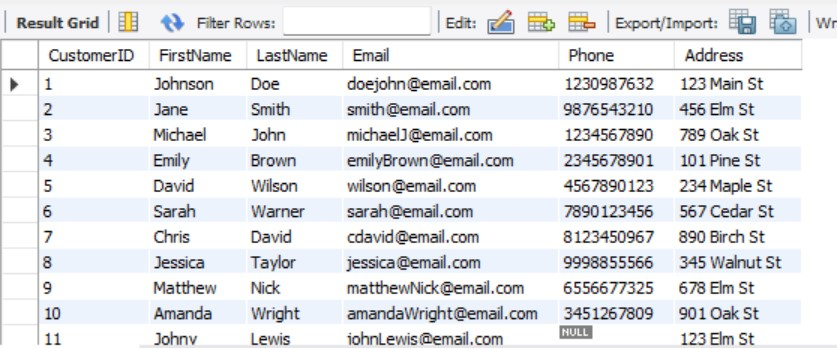 Result Grid Filter Rows: Edit: Export/Import: Wr
CustomerID FirstName LastName Email Phone Address
1 Johnson Doe doejohn@email.com 1230987632 123 Main St
2 Jane Smith smith@email.com 9876543210 456 Elm St
3 Michael John michaelJ@email.com 1234567890 789 Oak St
4 Emily Brown emilyBrown@email.com 2345678901 101 Pine St
5 David Wilson wilson@email.com 4567890123 234 Maple St
6 Sarah Warner sarah@email.com 7890123456 567 Cedar St
7 Chris David cdavid@email.com 8123450967 890 Birch St
8 Jessica Taylor jessica@email.com 9998855566 345 Walnut St
9 Matthew Nick matthewNick@email.com 6556677325 678 Elm St
10 Amanda Wright amandaWright@email.com 3451267809 901 Oak St
11 Johny Lewis johnLewis@email.com NULL 123 Elm St